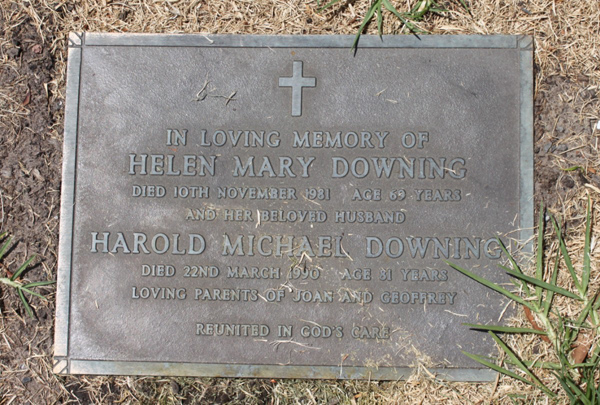 IN LOVING MEMORY OF
HELEN MARY DOWNING
DIED 10TH NOVEMBER 1981 AGE 69 YEARS
AND HER BELOVED HUSBAND
HAROLD MICHAEL DOWNING
DIED 22ND MARCH 1990 AGE 81 YEARS
LOVING PARENTS OF JOAN AND GEOFFREY
REUNITED IN GOD'S CARE